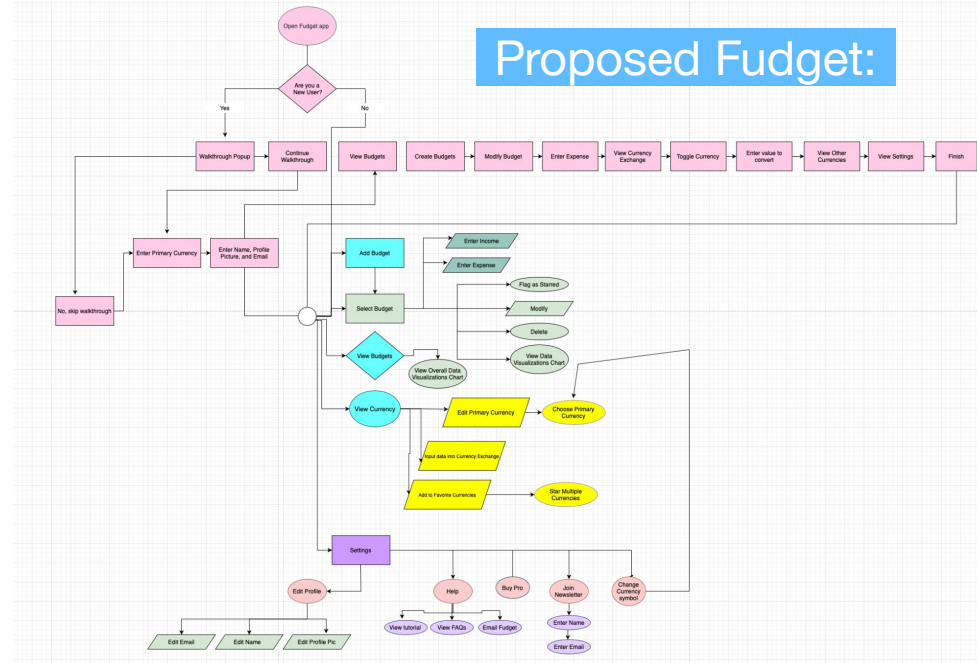 Proposed Fudget:
Open Fudget app
Are you a
New User?
Yes
No
Walkthrough Popup
Continue
Walkthrough
View Budgets
Create Budgets
Modify Budget
Enter Expense
View Currency
Exchange
Toggle Currency
Enter value to
convert
View Other
Currencies
View Settings
Finish
Enter Primary Currency
Enter Name, Profile
Picture, and Email
Add Budget
Enter Income
Enter Expense
No, skip walkthrough
Select Budget
Flag as Starred
Modify
Delete
View Data
Visualizations Chart
View Budgets
View Overall Data
Visualizations Chart
View Currency
Edit Primary Currency
Choose Primary
Currency
Input data into Currency Exchange
Add to Favorite Currencies
Star Multiple
Currencies
Settings
Edit Profile
Help
Buy Pro
Join
Newsletter
Change
Currency
symbol
View tutorial
View FAQs
Email Fudget
Enter Name
Enter Email
Edit Email
Edit Name
Edit Profile Pic